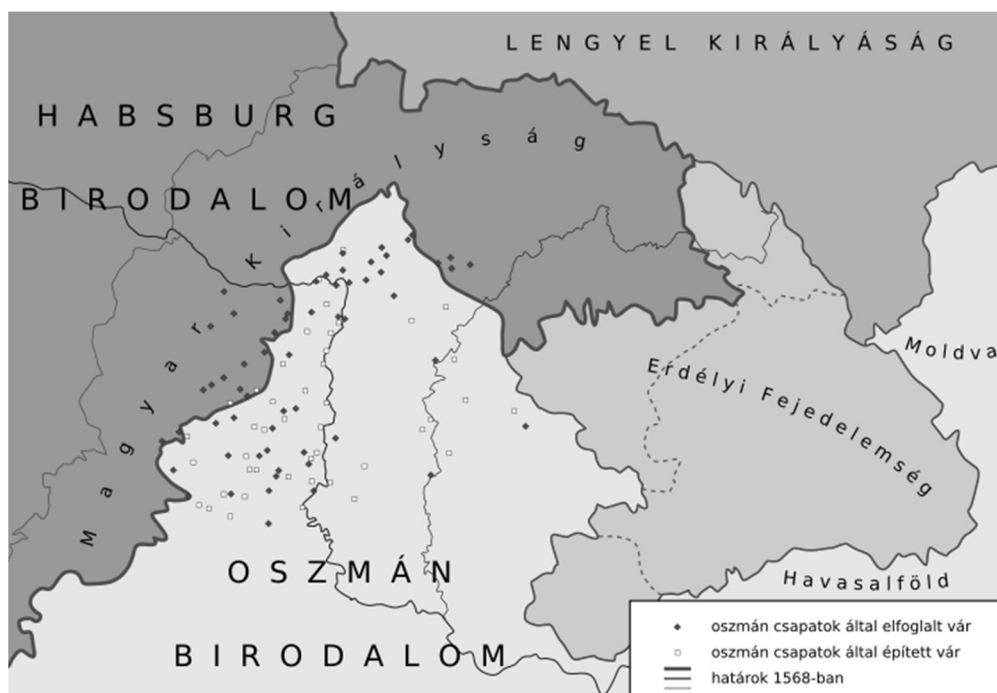 LENGYEL KIRÁLYÁSÁG
HABSBURG
BIRODALOM
Magyar Királyság
Moldva
Erdélyi Fejedelemség
OSZMÁN
BIRODALOM
Havasalföld
oszmán csapatok által elfoglalt vár
oszmán csapatok által épített vár
határok 1568-ban